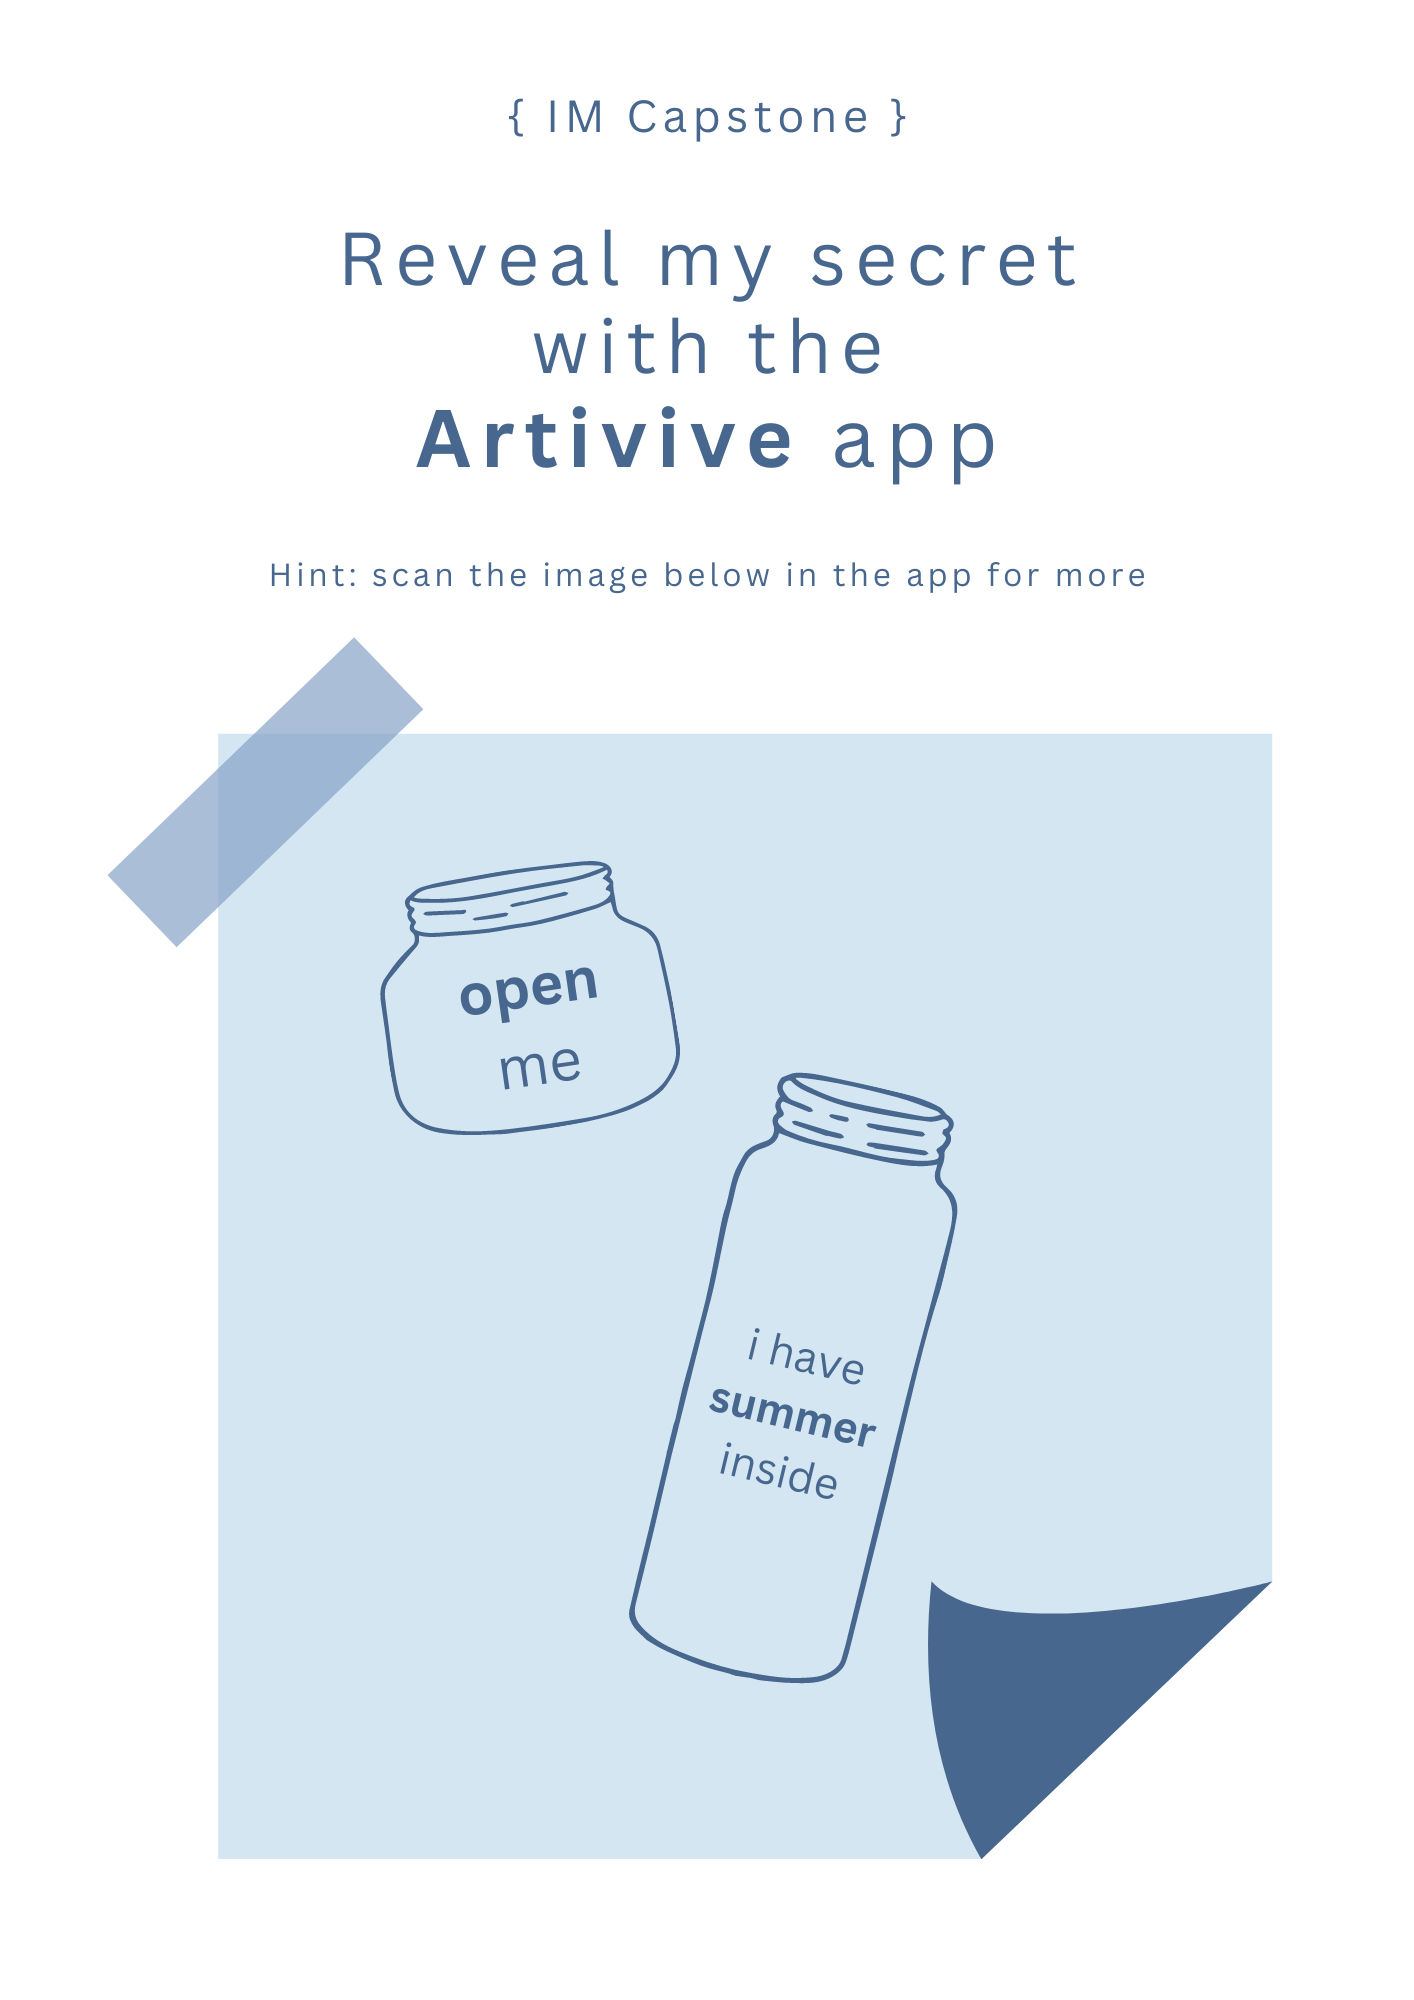 { IM Capstone }
Reveal my secret
with the
Artivive app
Hint: scan the image below in the app for more
open
me
i have
summer
inside